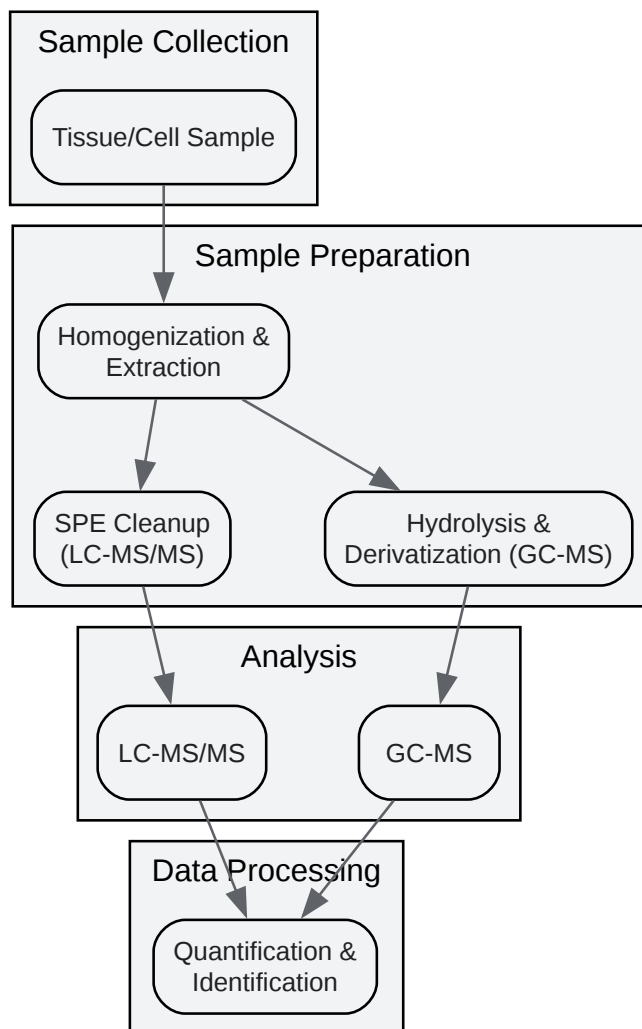 Sample Collection
Tissue/Cell Sample
Sample Preparation
Homogenization &
Extraction
SPE Cleanup
(LC-MS/MS)
Hydrolysis &
Derivatization (GC-MS)
Analysis
LC-MS/MS
GC-MS
Data Processing
Quantification &
Identification